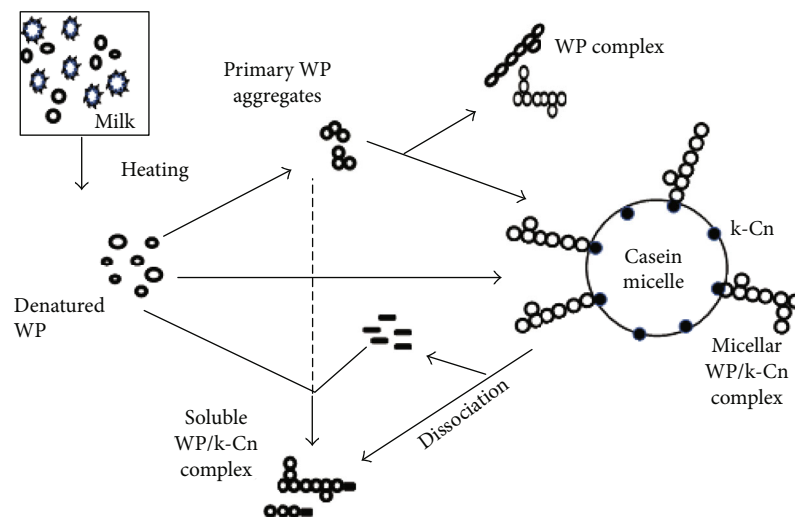 Milk
Heating
Primary WP
aggregates
WP complex
Denatured
WP
k-Cn
Casein
micelle
Micellar
WP/k-Cn
complex
Dissociation
Soluble
WP/k-Cn
complex